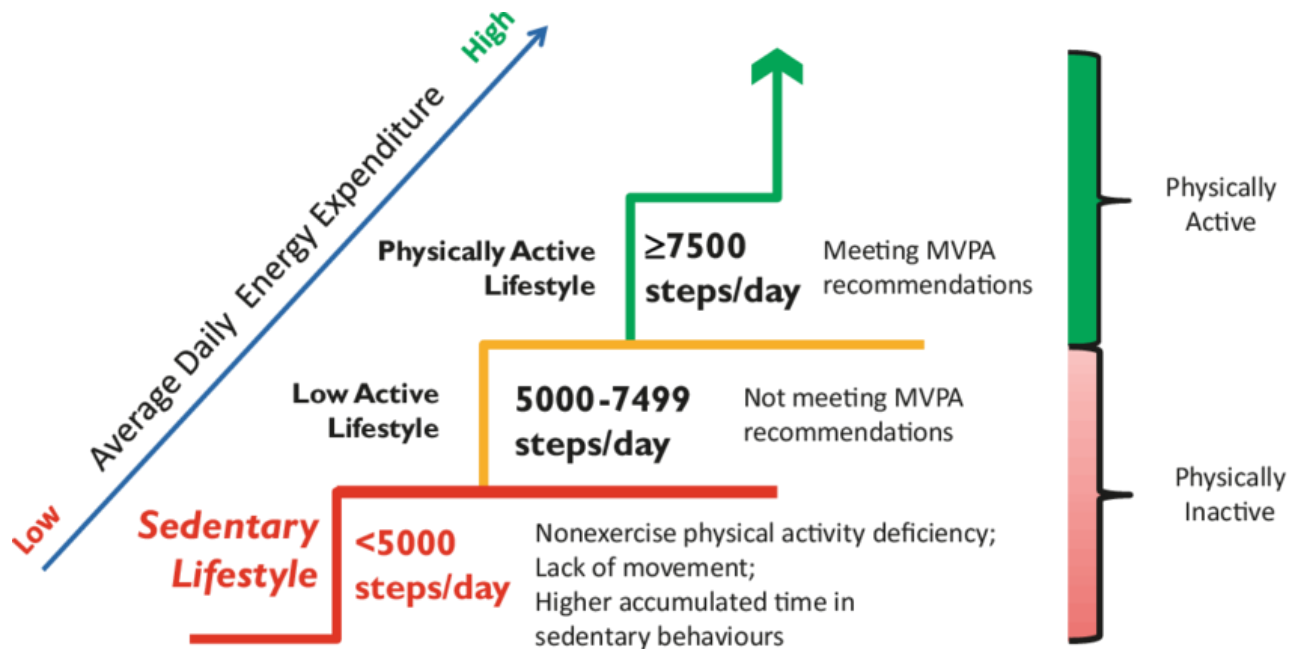 High
Average Daily Energy Expenditure
Low
Physically Active
Lifestyle
≥7500
steps/day
Meeting MVPA
recommendations
Physically
Active
Low Active
Lifestyle
5000-7499
steps/day
Not meeting MVPA
recommendations
Sedentary
Lifestyle
<5000
steps/day
Nonexercise physical activity deficiency;
Lack of movement;
Higher accumulated time in
sedentary behaviours
Physically
Inactive